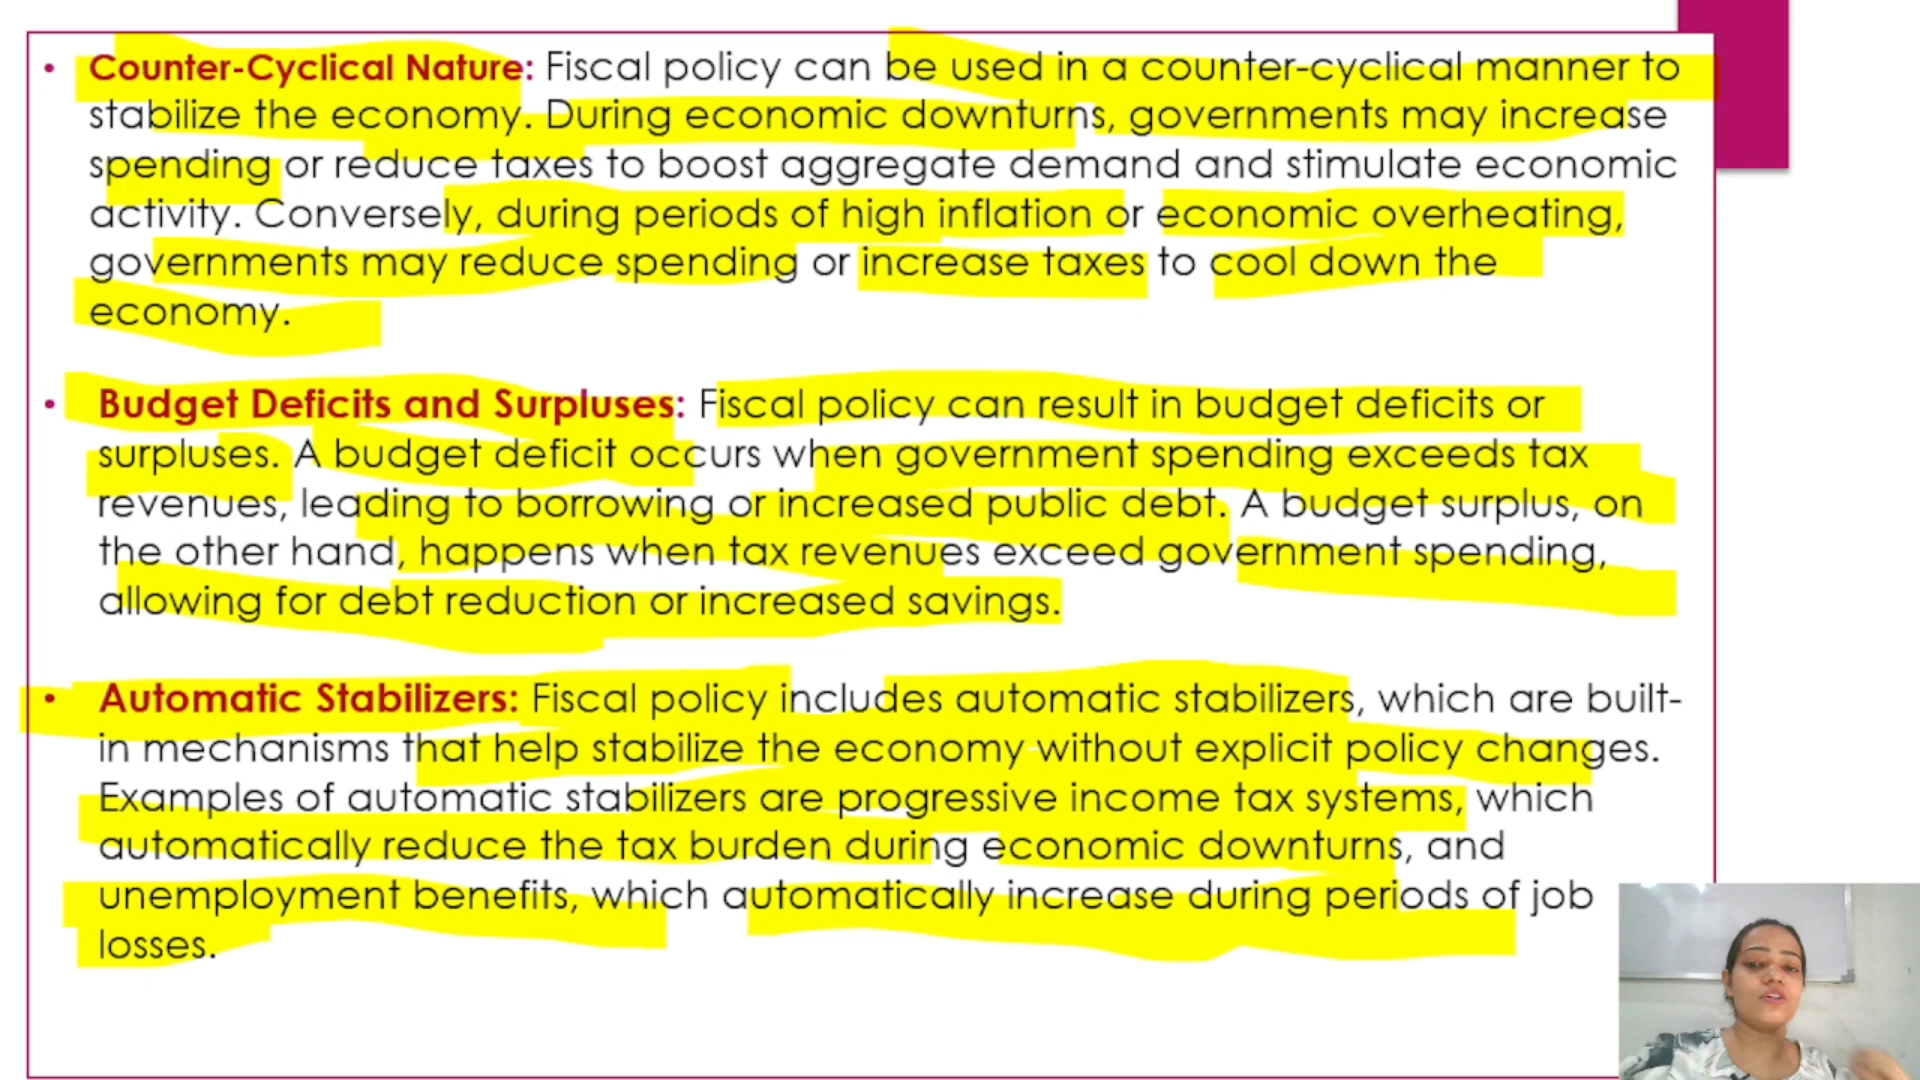 • Counter-Cyclical Nature: Fiscal policy can be used in a counter-cyclical manner to
stabilize the economy. During economic downturns, governments may increase
spending or reduce taxes to boost aggregate demand and stimulate economic
activity. Conversely, during periods of high inflation or economic overheating,
governments may reduce spending or increase taxes to cool down the
economy.
• Budget Deficits and Surpluses: Fiscal policy can result in budget deficits or
surpluses. A budget deficit occurs when government spending exceeds tax
revenues, leading to borrowing or increased public debt. A budget surplus, on
the other hand, happens when tax revenues exceed government spending,
allowing for debt reduction or increased savings.
• Automatic Stabilizers: Fiscal policy includes automatic stabilizers, which are built-
in mechanisms that help stabilize the economy without explicit policy changes.
Examples of automatic stabilizers are progressive income tax systems, which
automatically reduce the tax burden during economic downturns, and
unemployment benefits, which automatically increase during periods of job
losses.